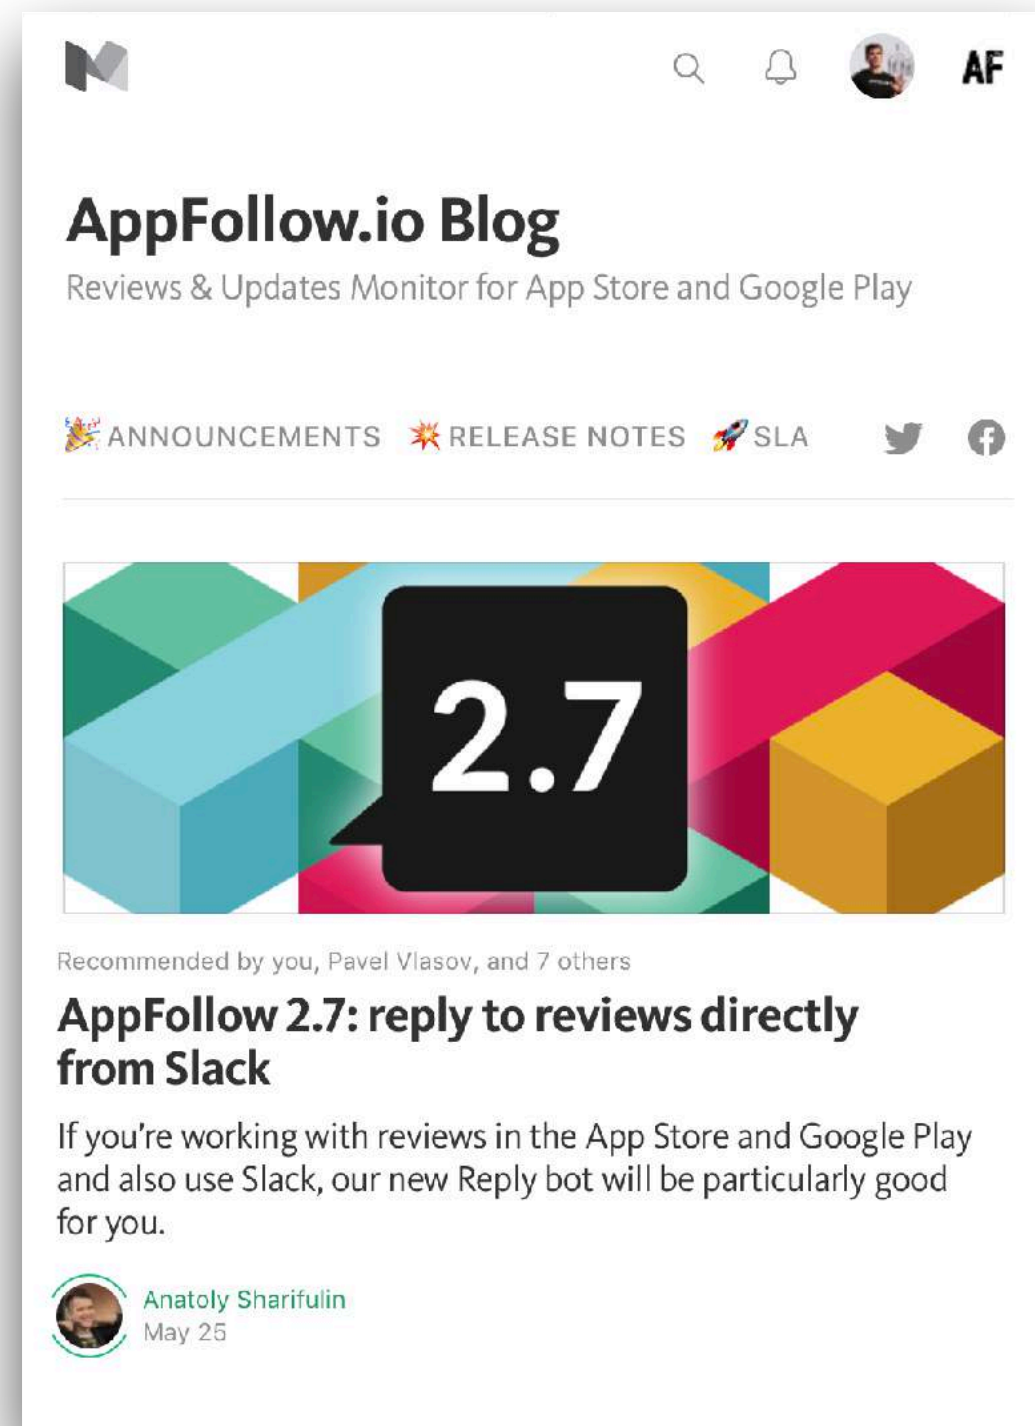 AF
AppFollow.io Blog
Reviews & Updates Monitor for App Store and Google Play
ANNOUNCEMENTS RELEASE NOTES SLA
2.7
Recommended by you, Pavel Vlasov, and 7 others
AppFollow 2.7: reply to reviews directly
from Slack
If you're working with reviews in the App Store and Google Play
and also use Slack, our new Reply bot will be particularly good
for you.
Anatoly Sharifulin
May 25